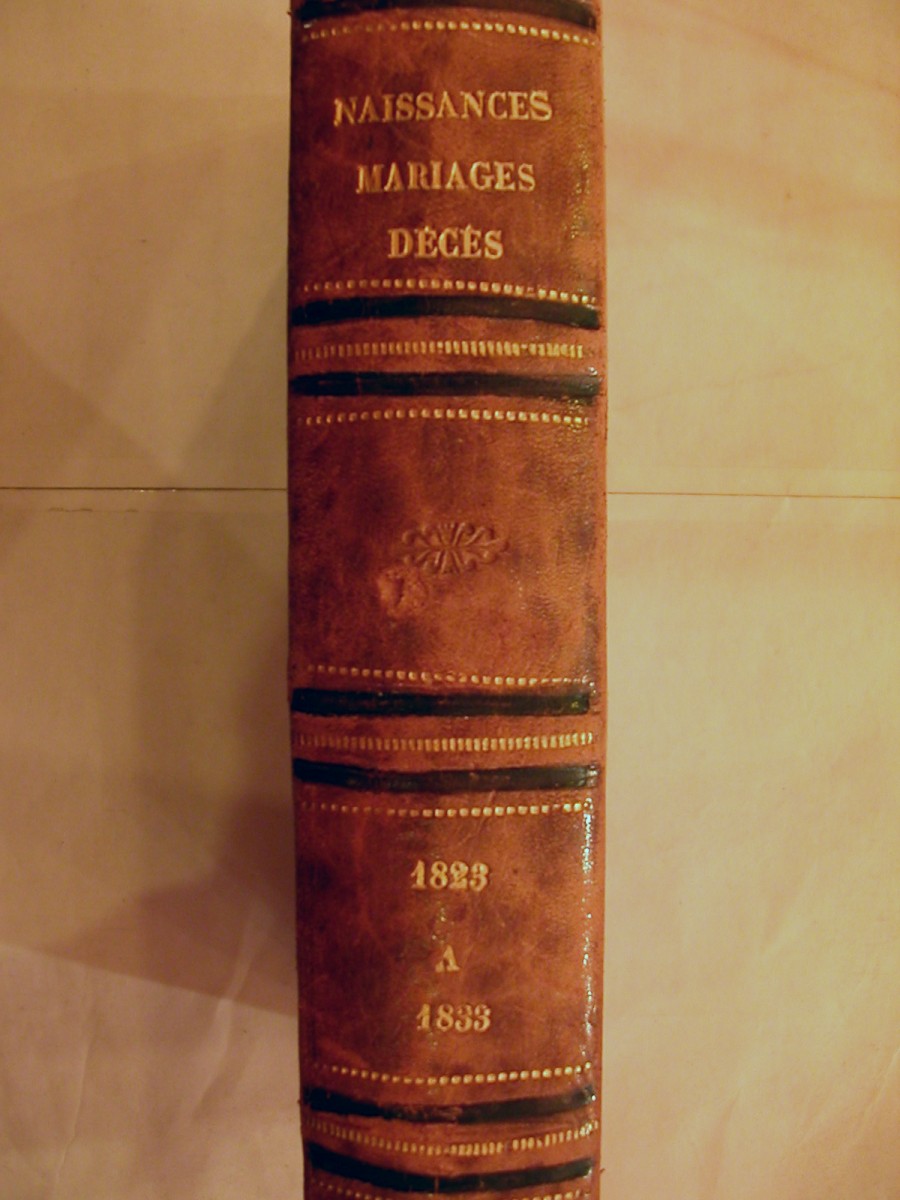 NAISSANCES
MARIAGES
DÉCÈS
1823
A
1833